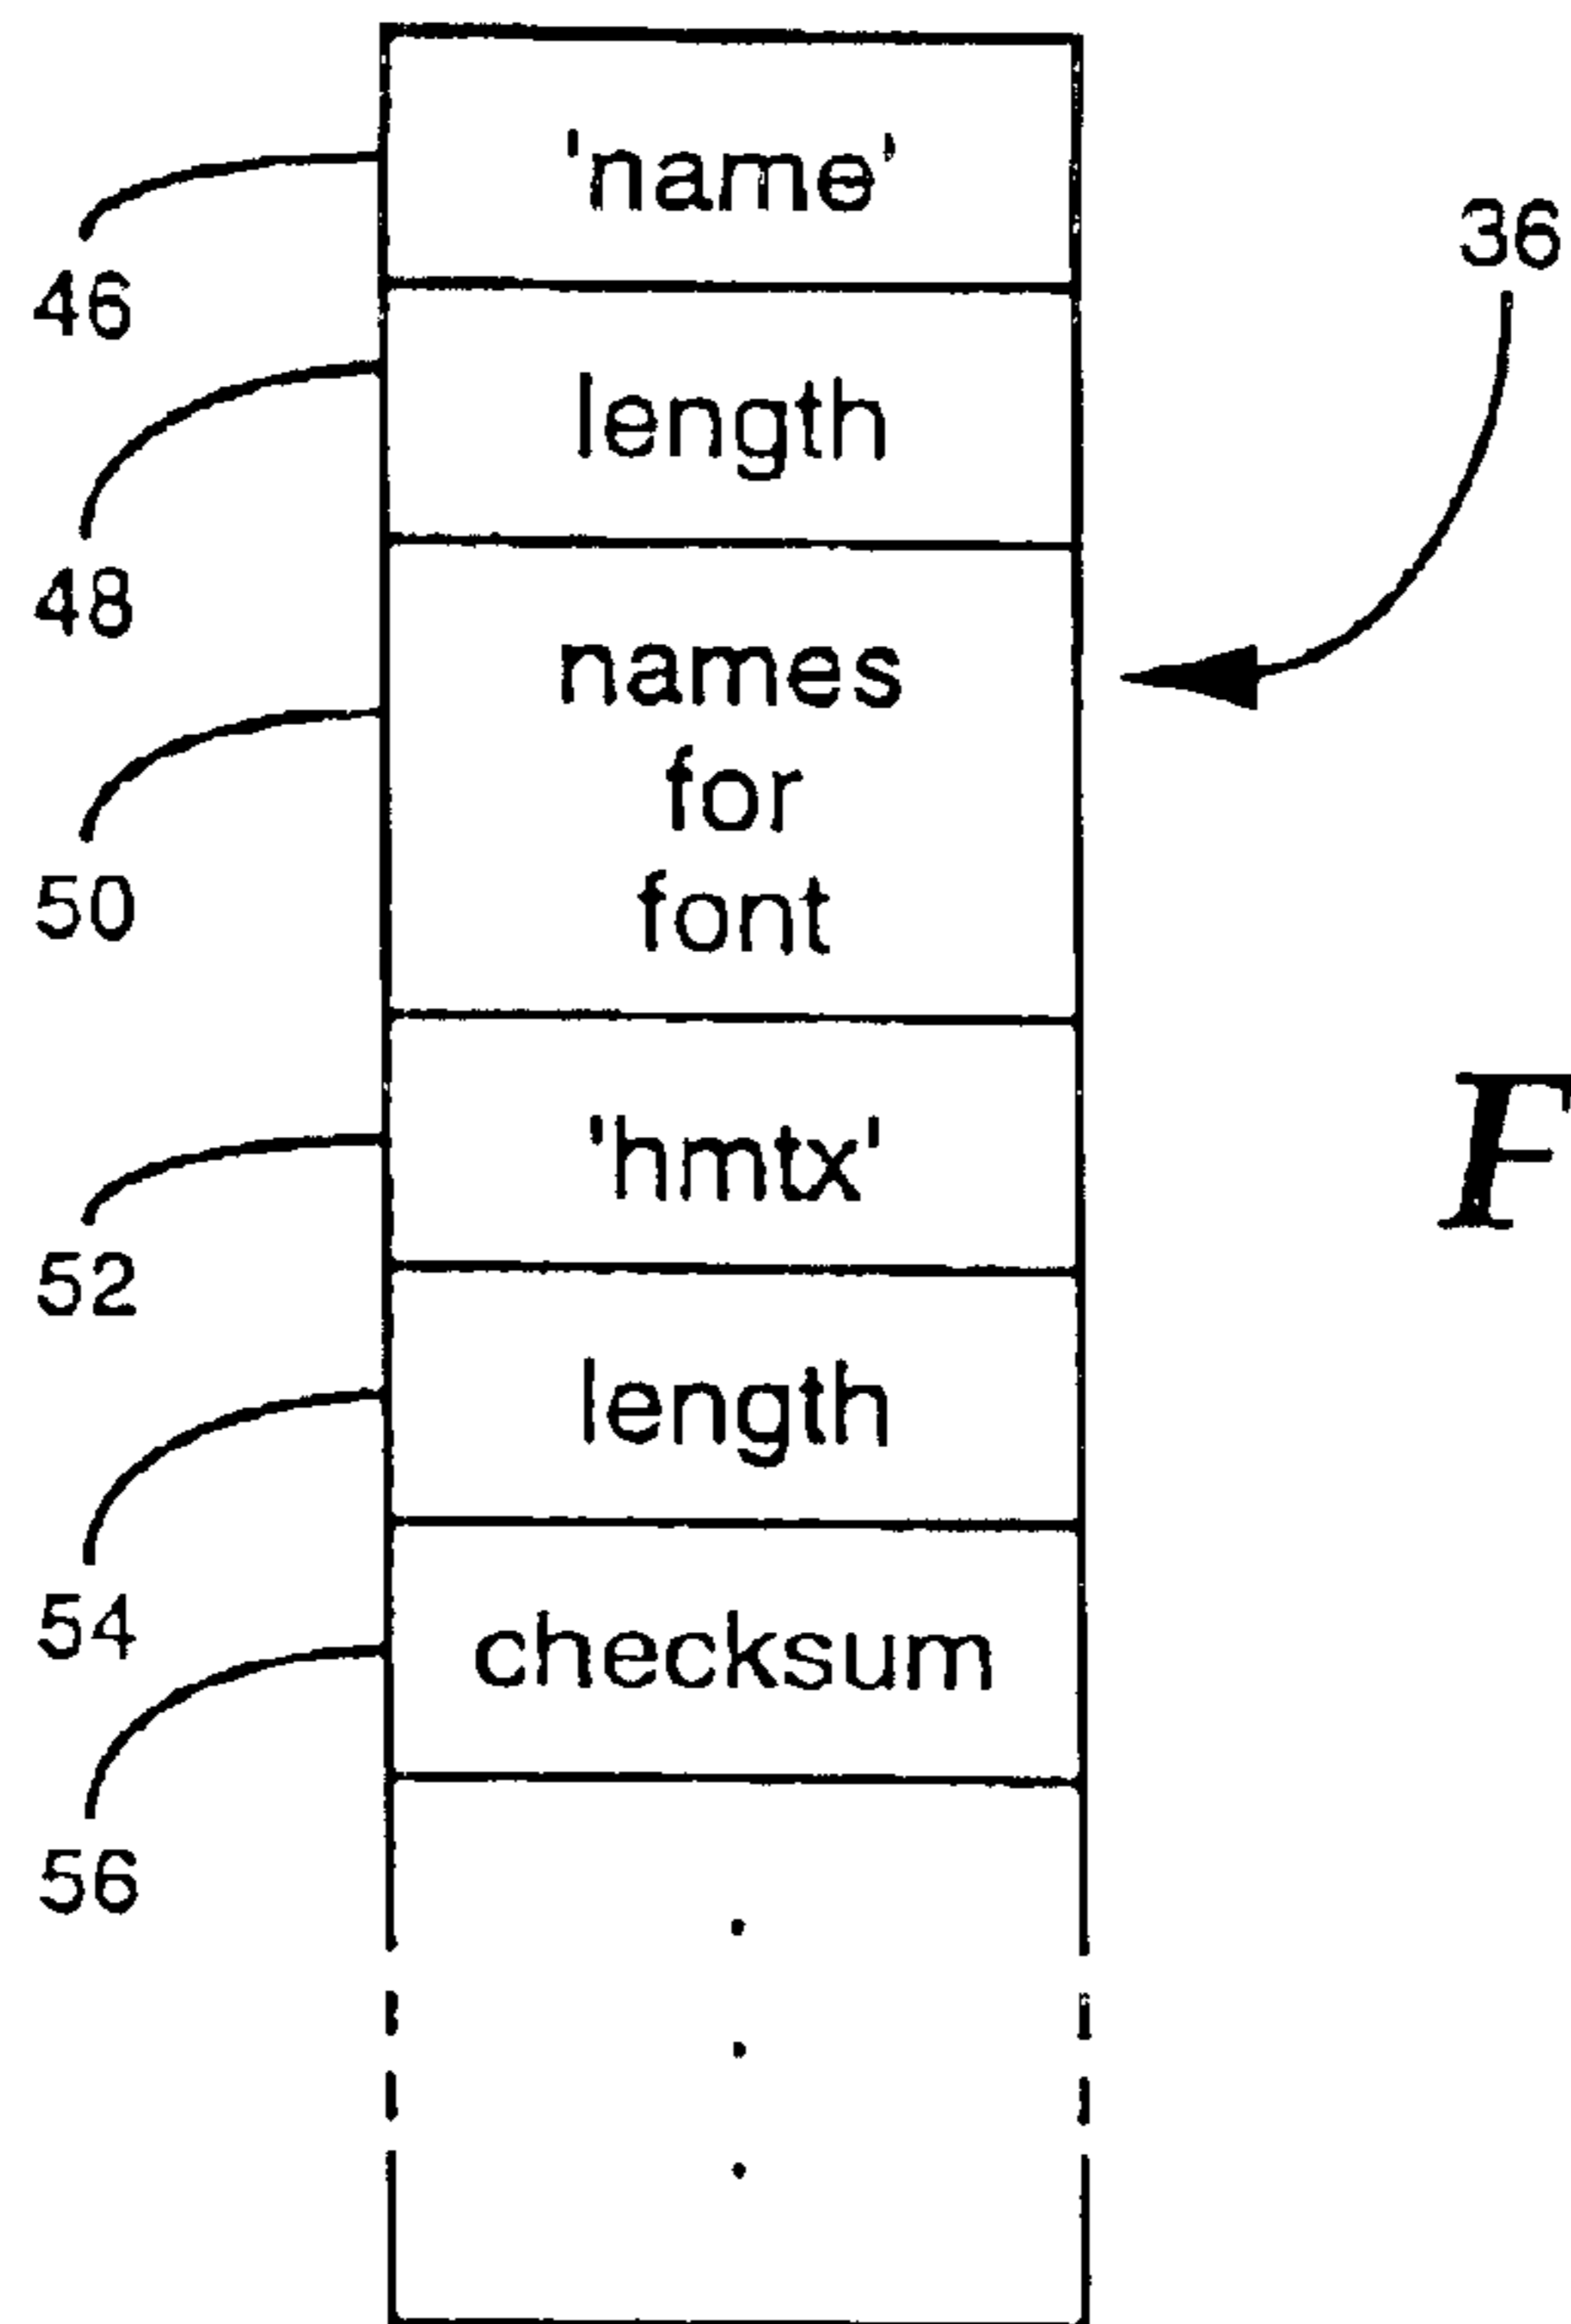 'name'
46
36
length
48
names
for
font
50
'hmtx'
F
52
length
54
checksum
56